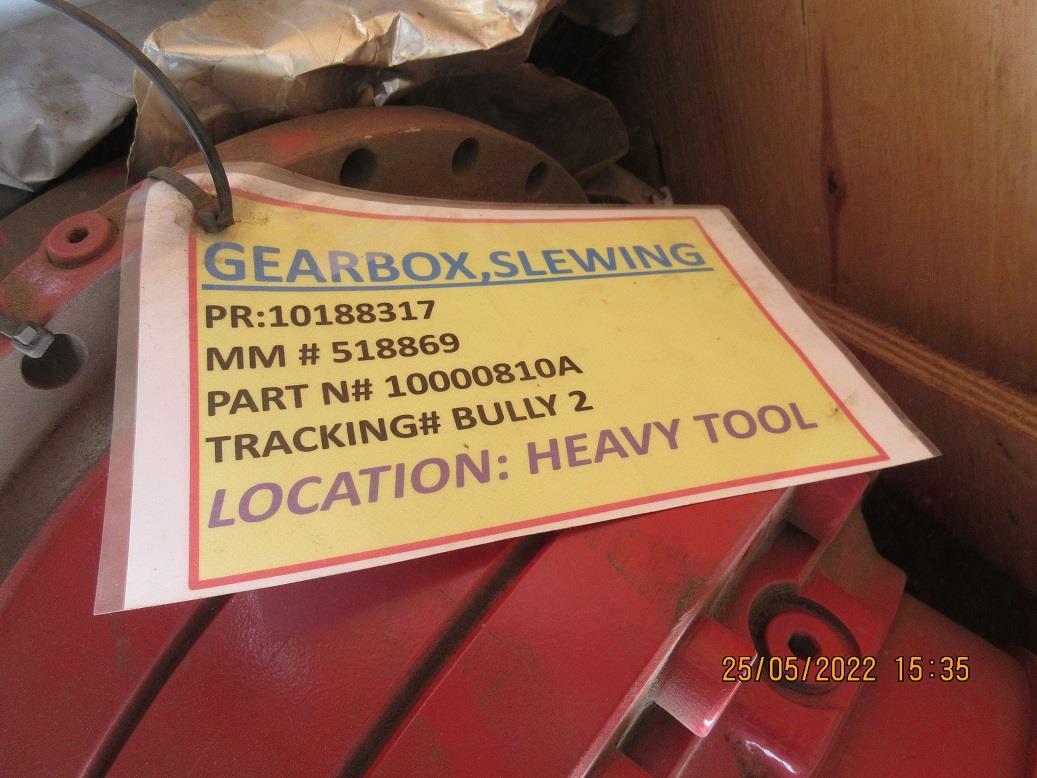 GEARBOX,SLEWING
PR:10188317
MM # 518869
PART N# 10000810A
TRACKING# BULLY 2
LOCATION: HEAVY TOOL
25/05/2022 15:35